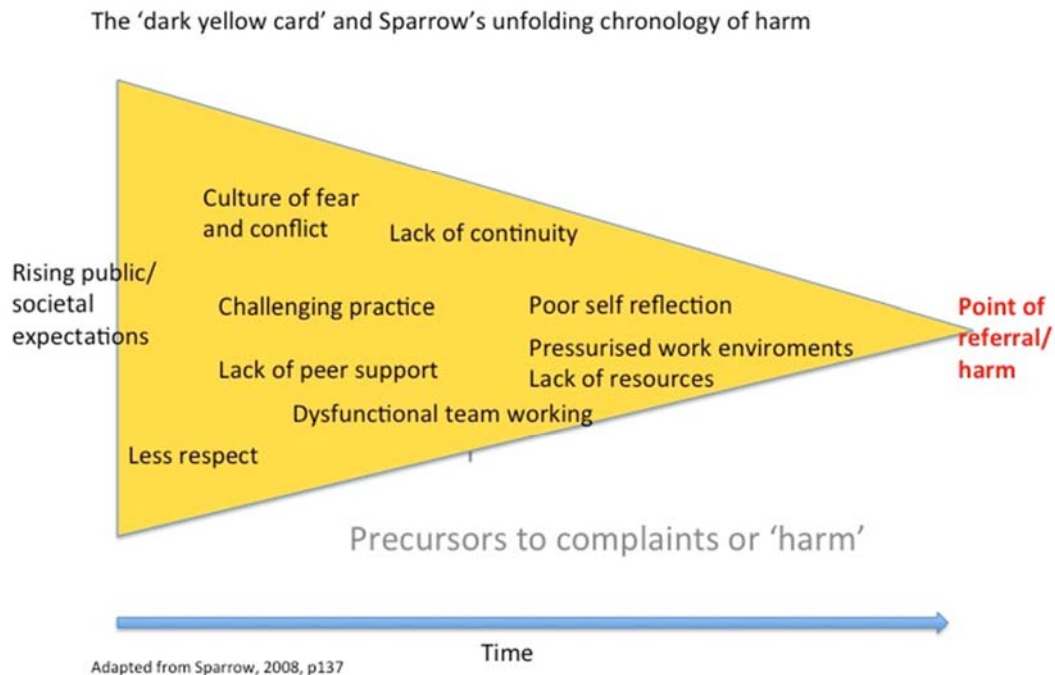 The ‘dark yellow card’ and Sparrow’s unfolding chronology of harm
Culture of fear
and conflict
Lack of continuity
Rising public/
societal
expectations
Challenging practice
Poor self reflection
Point of
referral/
harm
Pressurised work enviroments
Lack of peer support
Lack of resources
Dysfunctional team working
Less respect
Precursors to complaints or ‘harm’
Time
Adapted from Sparrow, 2008, p137